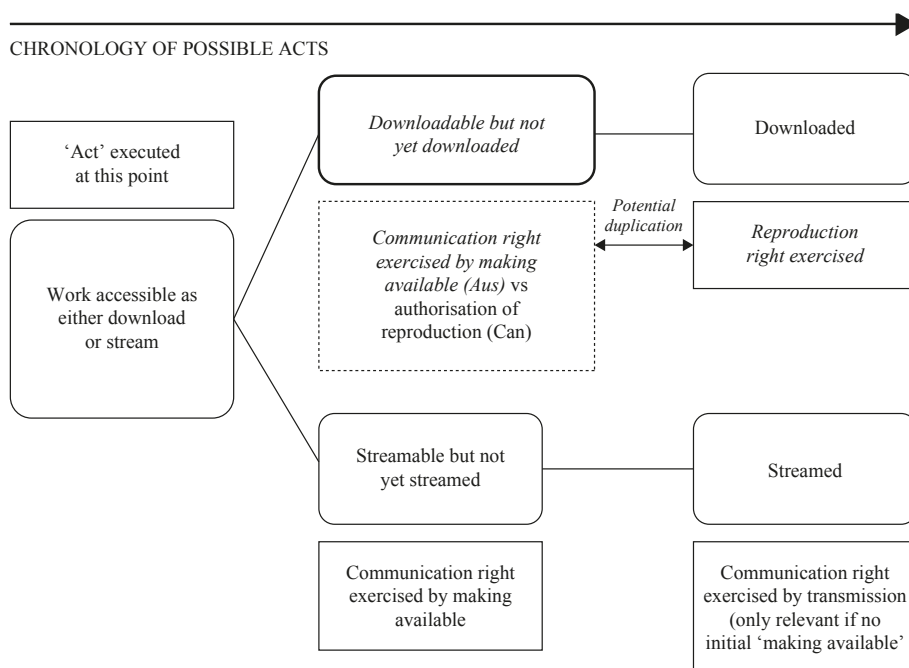 CHRONOLOGY OF POSSIBLE ACTS
‘Act’ executed
at this point
Work accessible as
either download
or stream
Downloadable but not
yet downloaded
Communication right
exercised by making
available (Aus) vs
authorisation of
reproduction (Can)
Potential
duplication
Downloaded
Reproduction
right exercised
Streamable but not
yet streamed
Communication right
exercised by making
available
Streamed
Communication right
exercised by transmission
(only relevant if no
initial ‘making available’